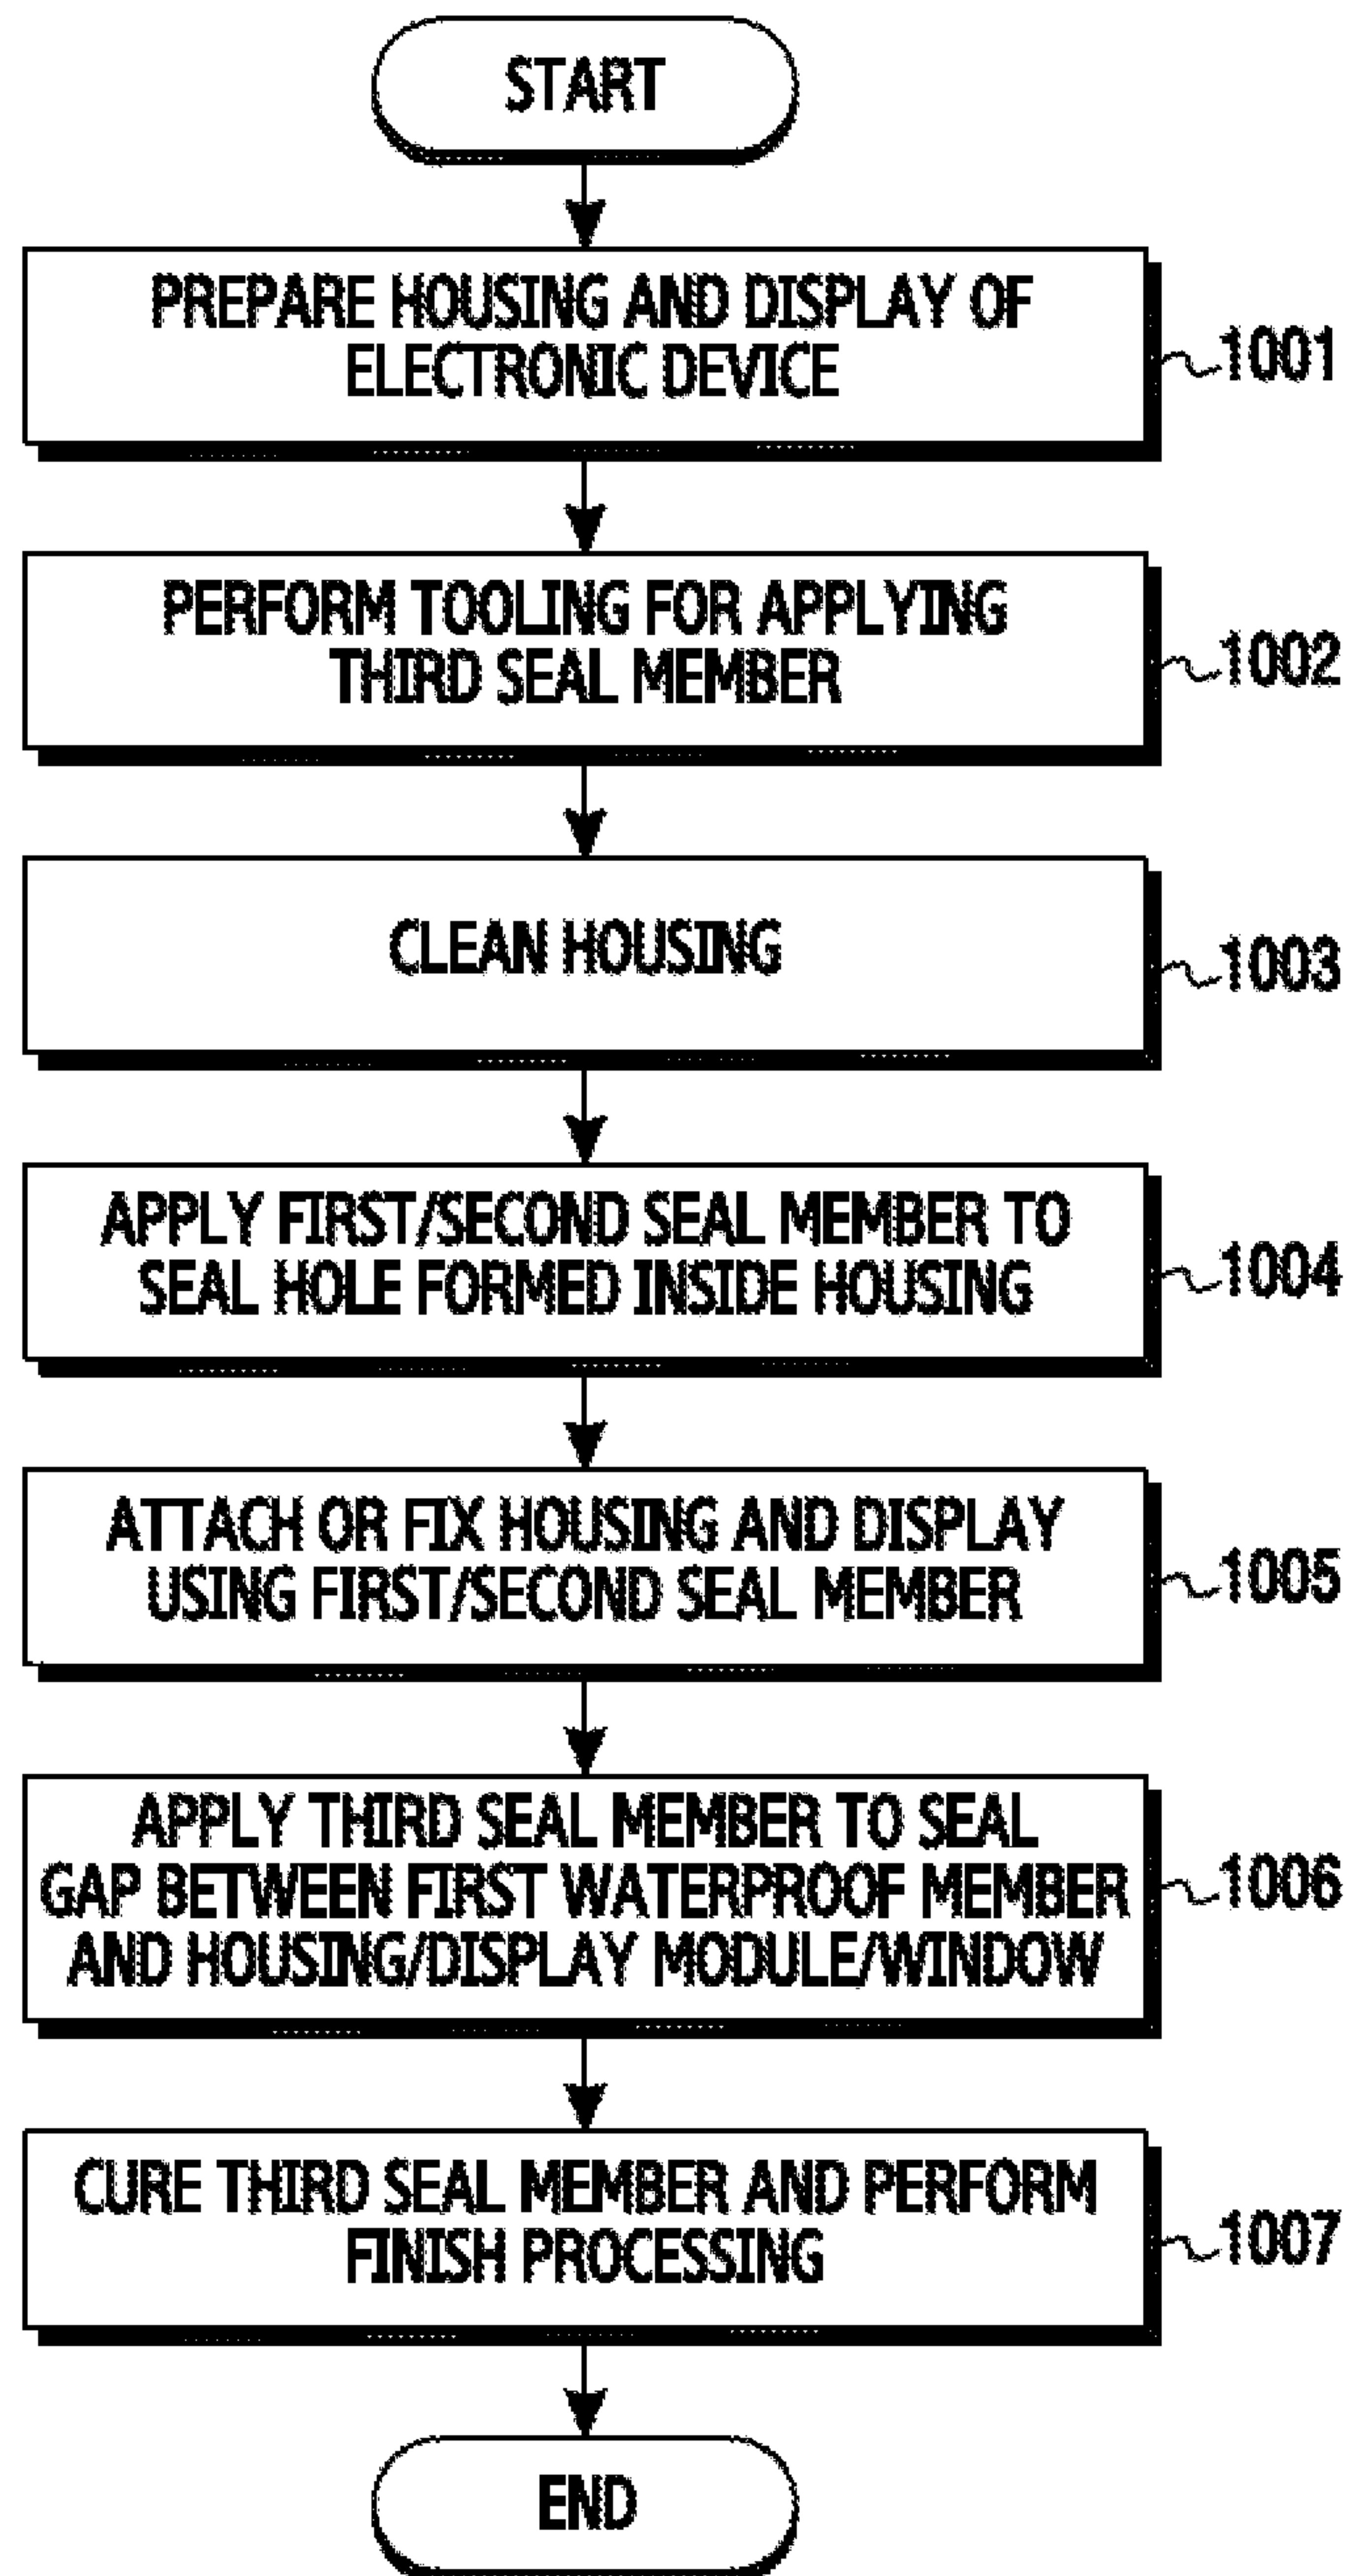 START
PREPARE HOUSING AND DISPLAY OF
ELECTRONIC DEVICE
1001
PERFORM TOOLING FOR APPLYING
THIRD SEAL MEMBER
1002
CLEAN HOUSING
1003
APPLY FIRST/SECOND SEAL MEMBER TO
SEAL HOLE FORMED INSIDE HOUSING
1004
ATTACH OR FIX HOUSING AND DISPLAY
USING FIRST/SECOND SEAL MEMBER
1005
APPLY THIRD SEAL MEMBER TO SEAL
GAP BETWEEN FIRST WATERPROOF MEMBER
AND HOUSING/DISPLAY MODULE/WINDOW
1006
CURE THIRD SEAL MEMBER AND PERFORM
FINISH PROCESSING
1007
END